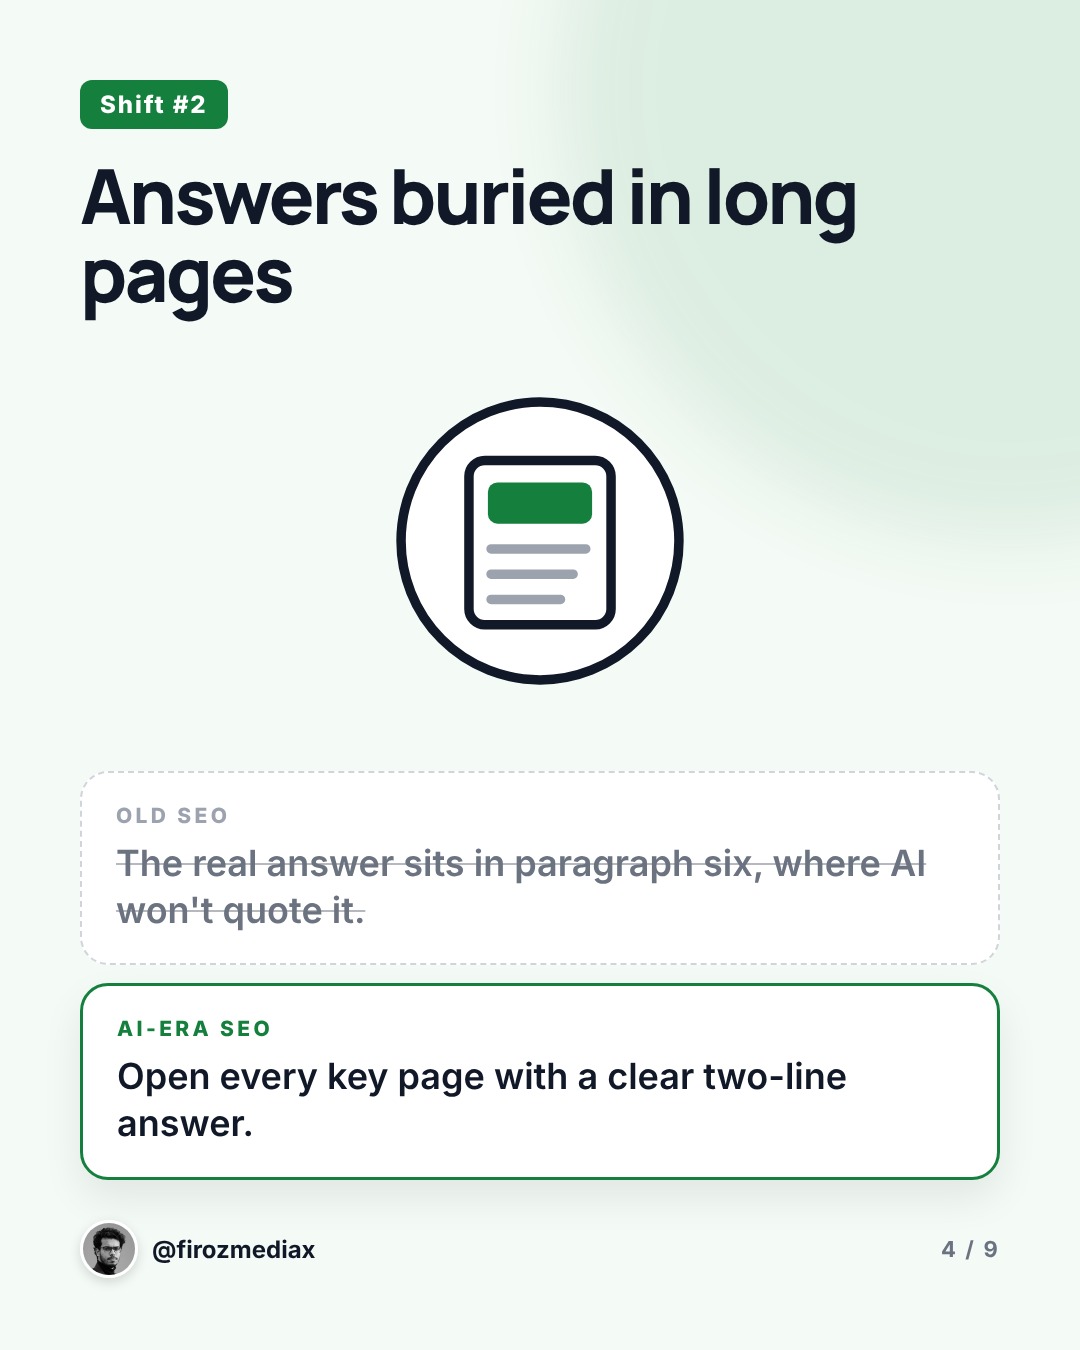 Shift #2
Answers buried in long
pages
OLD SEO
The real answer sits in paragraph six, where AI
won't quote it.
AI-ERA SEO
Open every key page with a clear two-line
answer.
@firozmediax
4 / 9